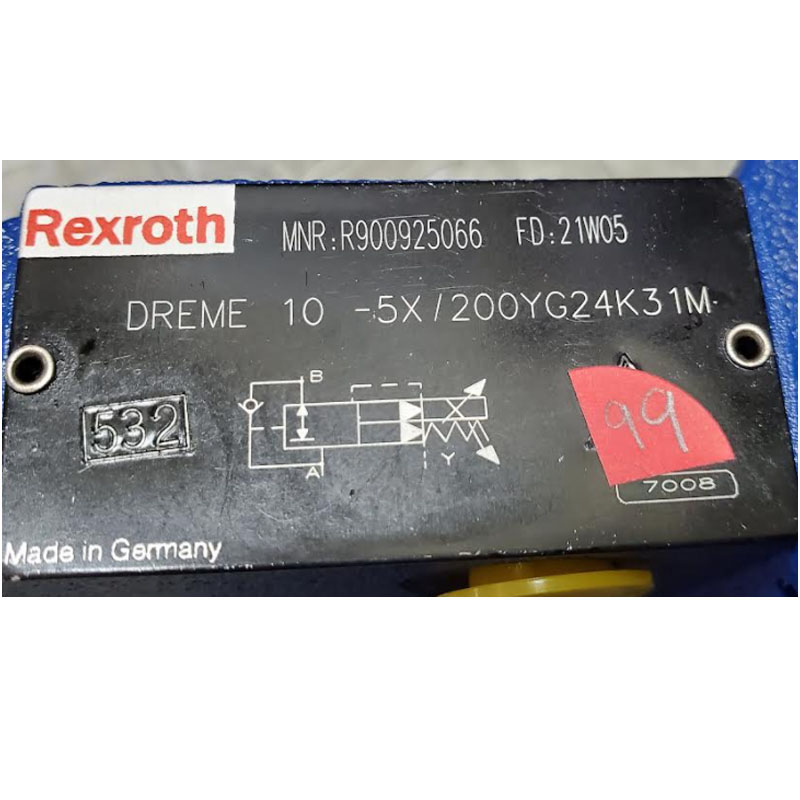 Rexroth
MNR:R900925066 FD:21W05
DREME 10 -5X/200YG24K31M
B
532
A
Y
99
7008
Made in Germany